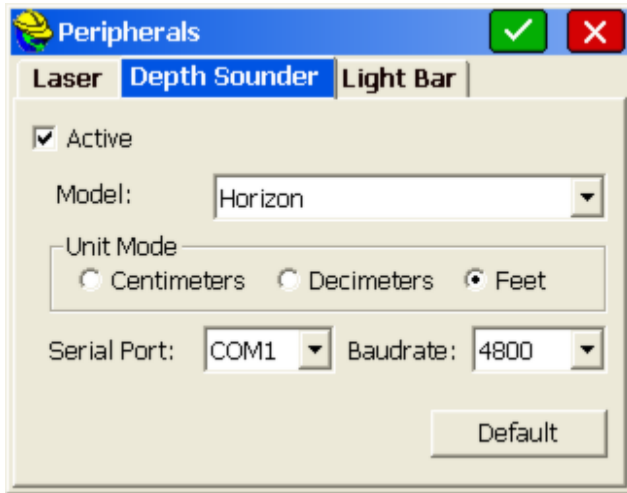 Peripherals
Laser Depth Sounder Light Bar
Active
Model: Horizon
Unit Mode
Centimeters Decimeters Feet
Serial Port: COM1 Baudrate: 4800
Default